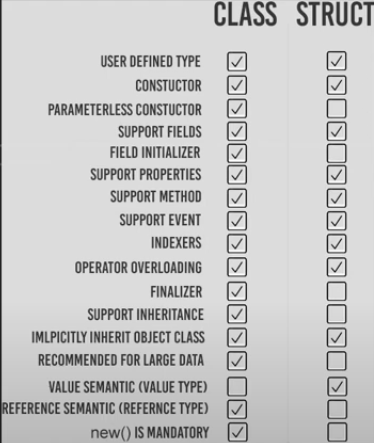 CLASS STRUCT
USER DEFINED TYPE
CONSTUCTOR
PARAMETERLESS CONSTUCTOR
SUPPORT FIELDS
FIELD INITIALIZER
SUPPORT PROPERTIES
SUPPORT METHOD
SUPPORT EVENT
INDEXERS
OPERATOR OVERLOADING
FINALIZER
SUPPORT INHERITANCE
IMLPICITLY INHERIT OBJECT CLASS
RECOMMENDED FOR LARGE DATA
VALUE SEMANTIC (VALUE TYPE)
REFERENCE SEMANTIC (REFERNCE TYPE)
new() IS MANDATORY